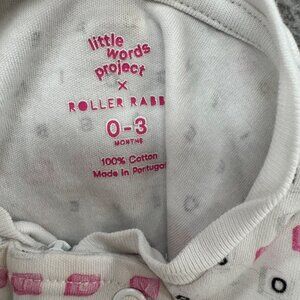 little
words
project
x
ROLLER RABB
0-3
MONTHS
100% Cotton
Made in Portugal